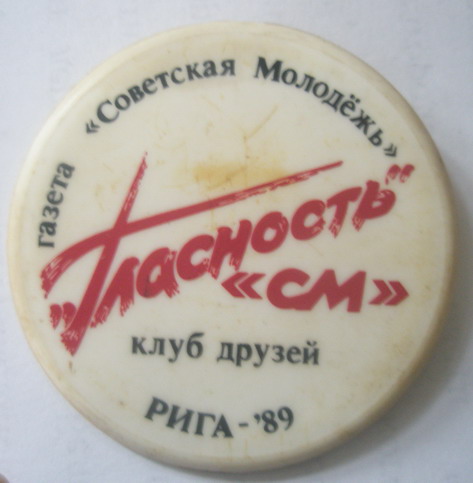 газета «Советская Молодёжь»
„Гласность“
«СМ»
клуб друзей
РИГА-'89